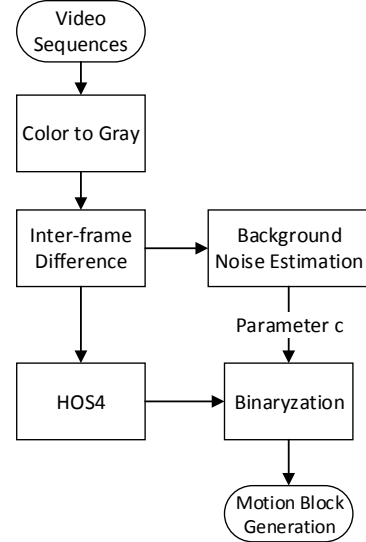 Video
Sequences
Color to Gray
Inter-frame
Difference
Background
Noise Estimation
Parameter c
HOS4
Binaryzation
Motion Block
Generation